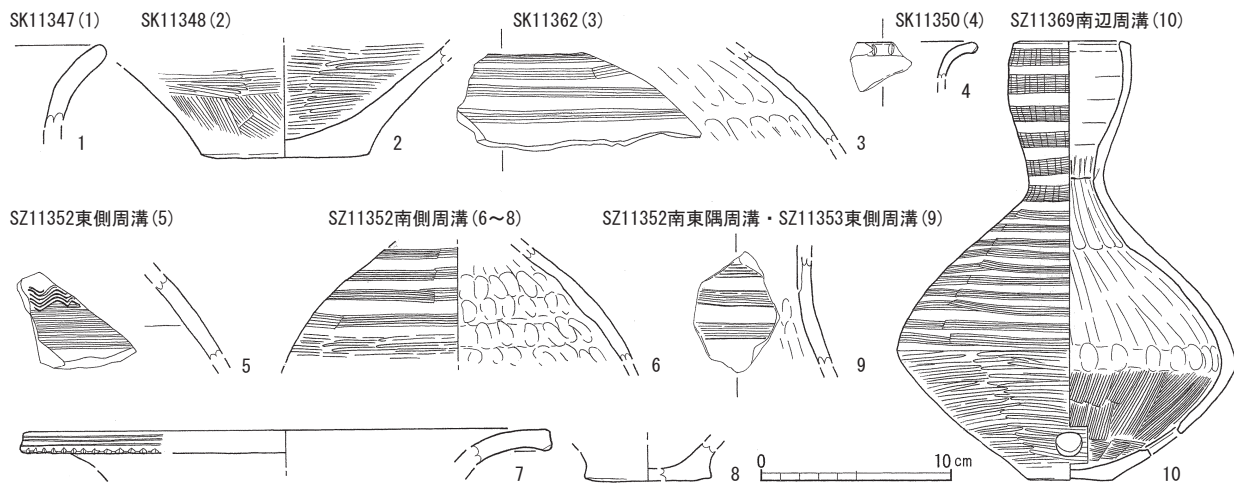 SK11347(1)
SK11348(2)
SK11362(3)
SK11350(4)
SZ11369南辺周溝(10)
1
2
3
4
SZ11352東側周溝(5)
SZ11352南側周溝(6～8)
SZ11352南東隅周溝・SZ11353東側周溝(9)
5
6
9
7
8
0
10cm
10